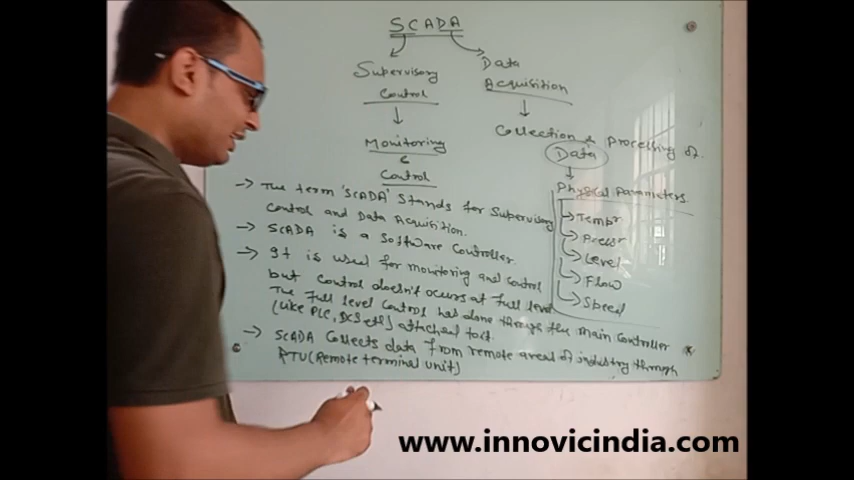 SCADA
Supervisory
Control
Data
Acquisition
Monitoring
&
Control
Collection & Processing of
Data
Physical Parameters
Tempr
Pressr
Level
Flow
Speed
→ The term 'SCADA' Stands for Supervisory
Control and Data Acquisition.
→ SCADA is a Software Controller.
→ It is used for monitoring and control
but control doesn't occurs at full level
The Full level control has done through the main Controller
(Like PLC, DCS etc) attached to it.
→ SCADA Collects data from remote areas of industry through
RTU (Remote terminal unit)
www.innovicindia.com